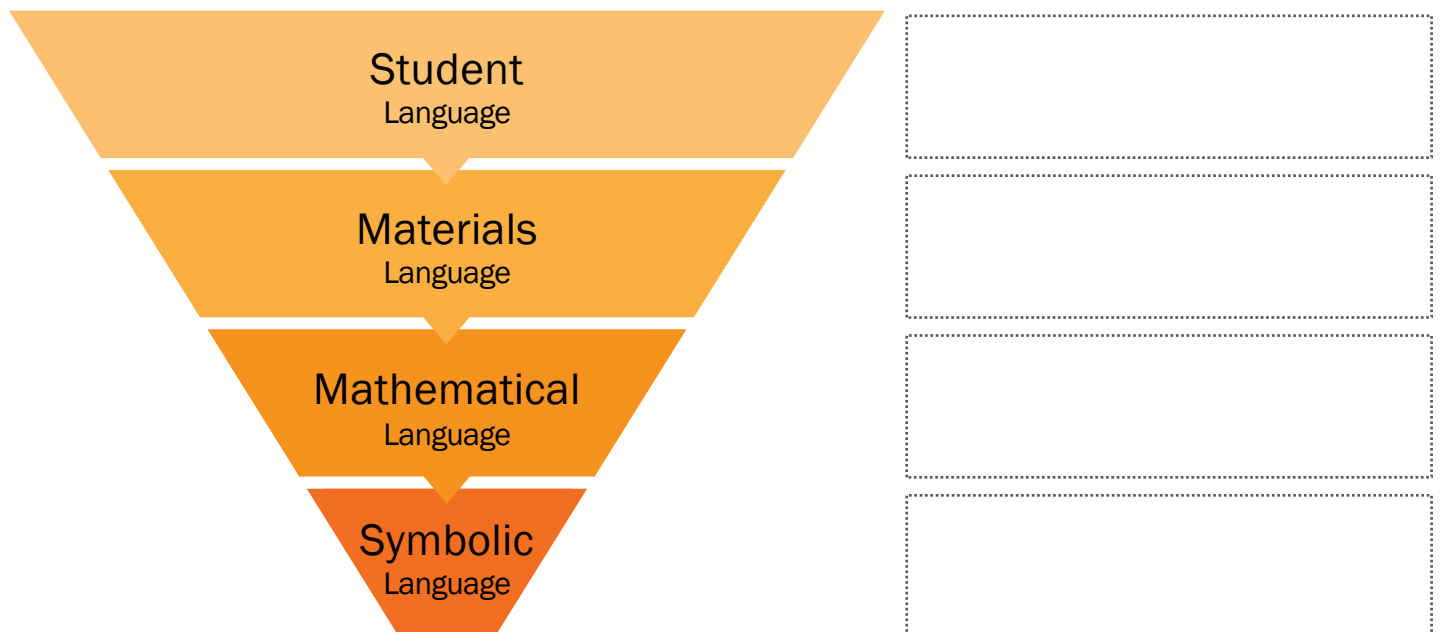 Student
Language
Materials
Language
Mathematical
Language
Symbolic
Language